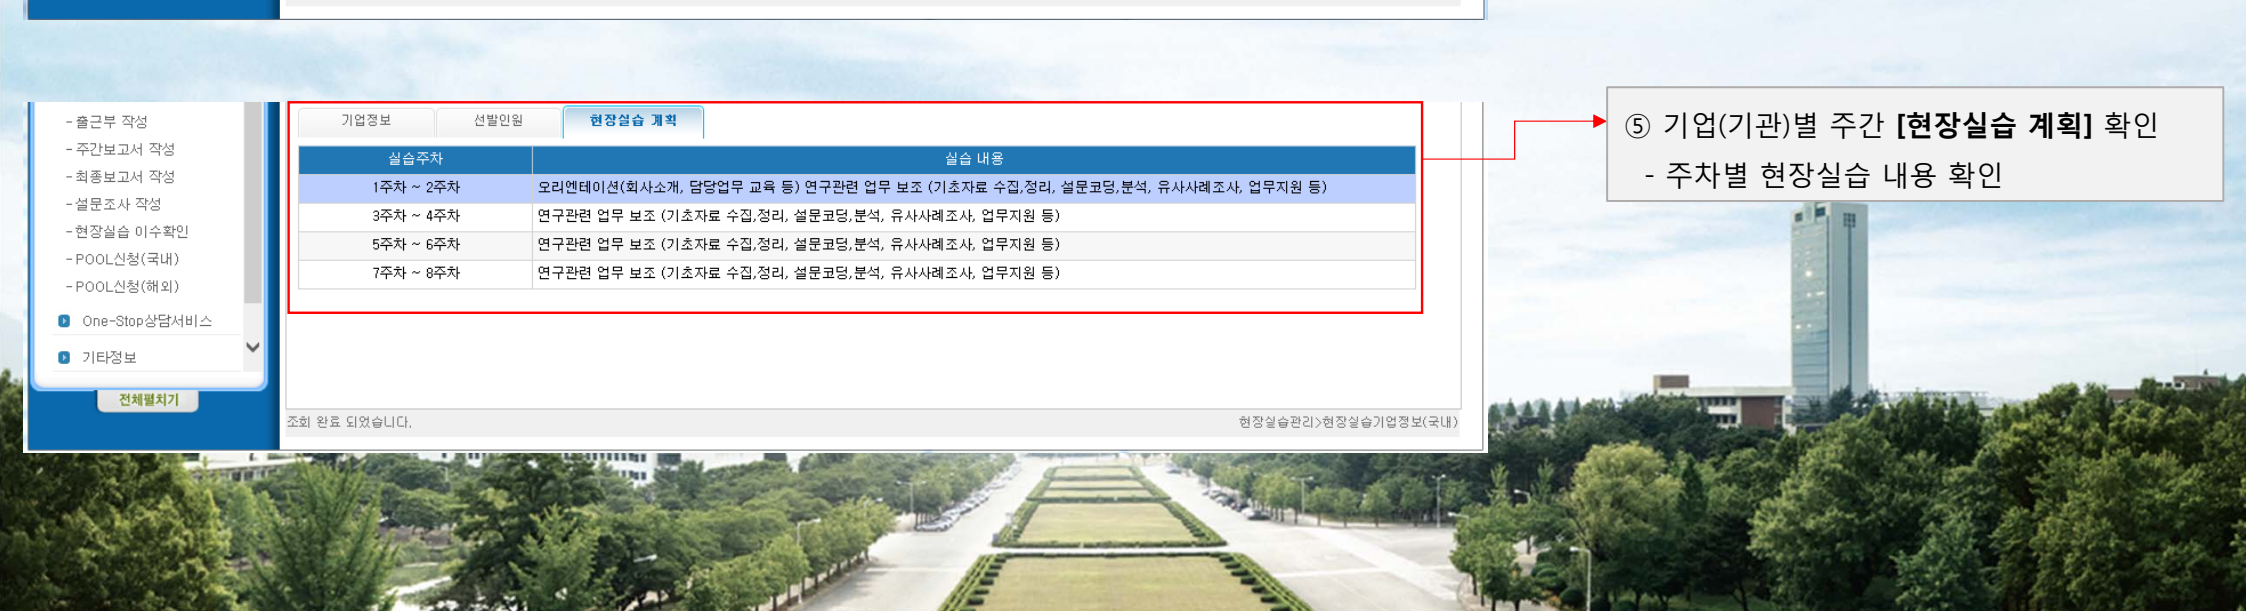 - 출근부 작성
- 주간보고서 작성
- 최종보고서 작성
- 설문조사 작성
- 현장실습 이수확인
- POOL신청(국내)
- POOL신청(해외)
One-Stop상담서비스
기타정보
전체펼치기
기업정보 선발인원 현장실습 계획
실습주차 실습 내용
1주차 ~ 2주차 오리엔테이션(회사소개, 담당업무 교육 등) 연구관련 업무 보조 (기초자료 수집,정리, 설문코딩,분석, 유사사례조사, 업무지원 등)
3주차 ~ 4주차 연구관련 업무 보조 (기초자료 수집,정리, 설문코딩,분석, 유사사례조사, 업무지원 등)
5주차 ~ 6주차 연구관련 업무 보조 (기초자료 수집,정리, 설문코딩,분석, 유사사례조사, 업무지원 등)
7주차 ~ 8주차 연구관련 업무 보조 (기초자료 수집,정리, 설문코딩,분석, 유사사례조사, 업무지원 등)
조회 완료 되었습니다.
현장실습관리>현장실습기업정보(국내)
⑤ 기업(기관)별 주간 [현장실습 계획] 확인
- 주차별 현장실습 내용 확인